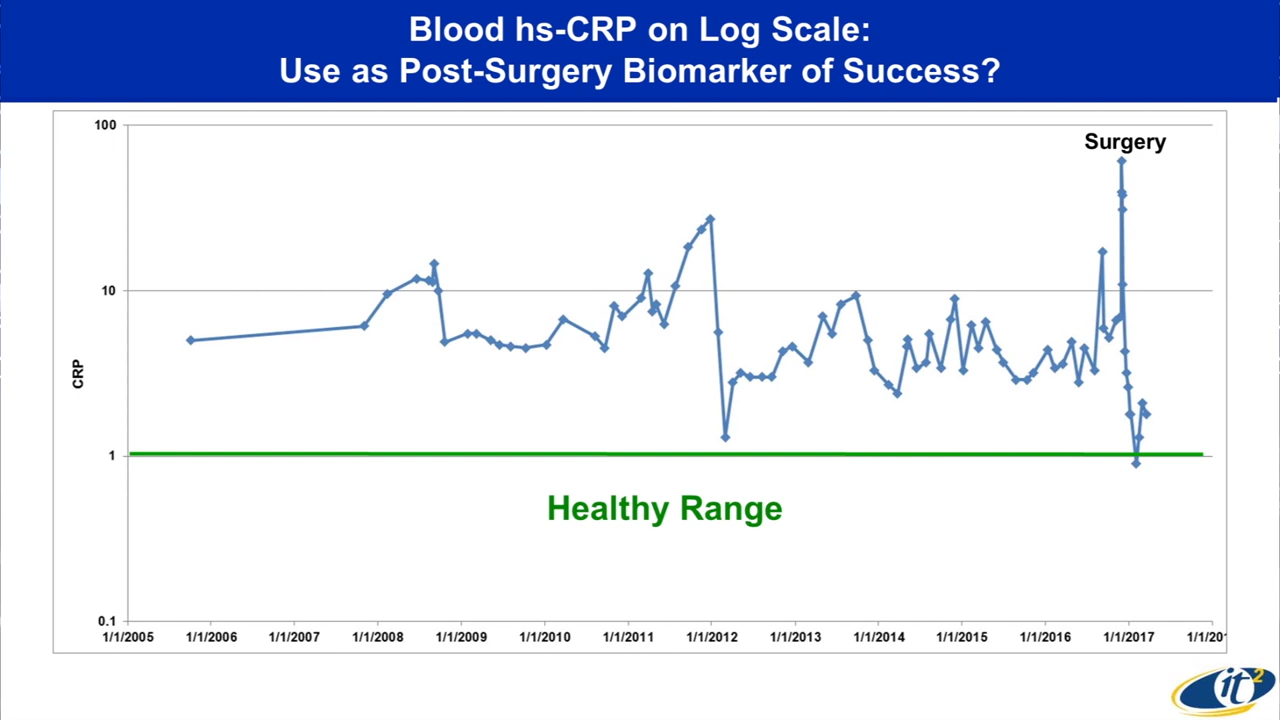 Blood hs-CRP on Log Scale:
Use as Post-Surgery Biomarker of Success?
100
Surgery
10
CRP
1
Healthy Range
0.1
1/1/2005 1/1/2006 1/1/2007 1/1/2008 1/1/2009 1/1/2010 1/1/2011 1/1/2012 1/1/2013 1/1/2014 1/1/2015 1/1/2016 1/1/2017 1/1/20
it2